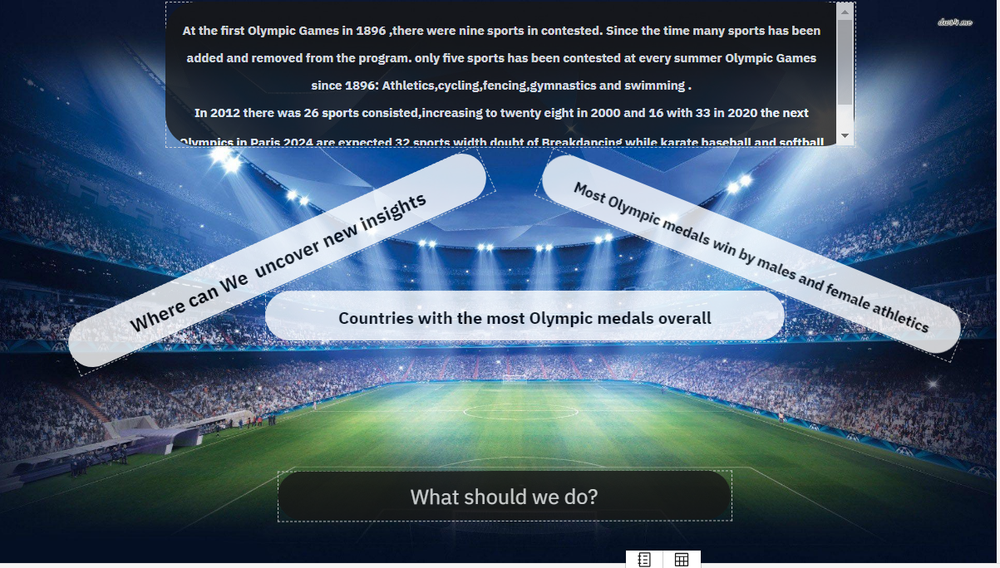 At the first Olympic Games in 1896 ,there were nine sports in contested. Since the time many sports has been
added and removed from the program. only five sports has been contested at every summer Olympic Games
since 1896: Athletics,cycling,fencing,gymnastics and swimming .
In 2012 there was 26 sports consisted,increasing to twenty eight in 2000 and 16 with 33 in 2020 the next
Olympics in Paris 2024 are expected 32 sports width doubt of Breakdancing while karate baseball and softball
Where can We uncover new insights
Most Olympic medals win by males and female athletics
Countries with the most Olympic medals overall
What should we do?